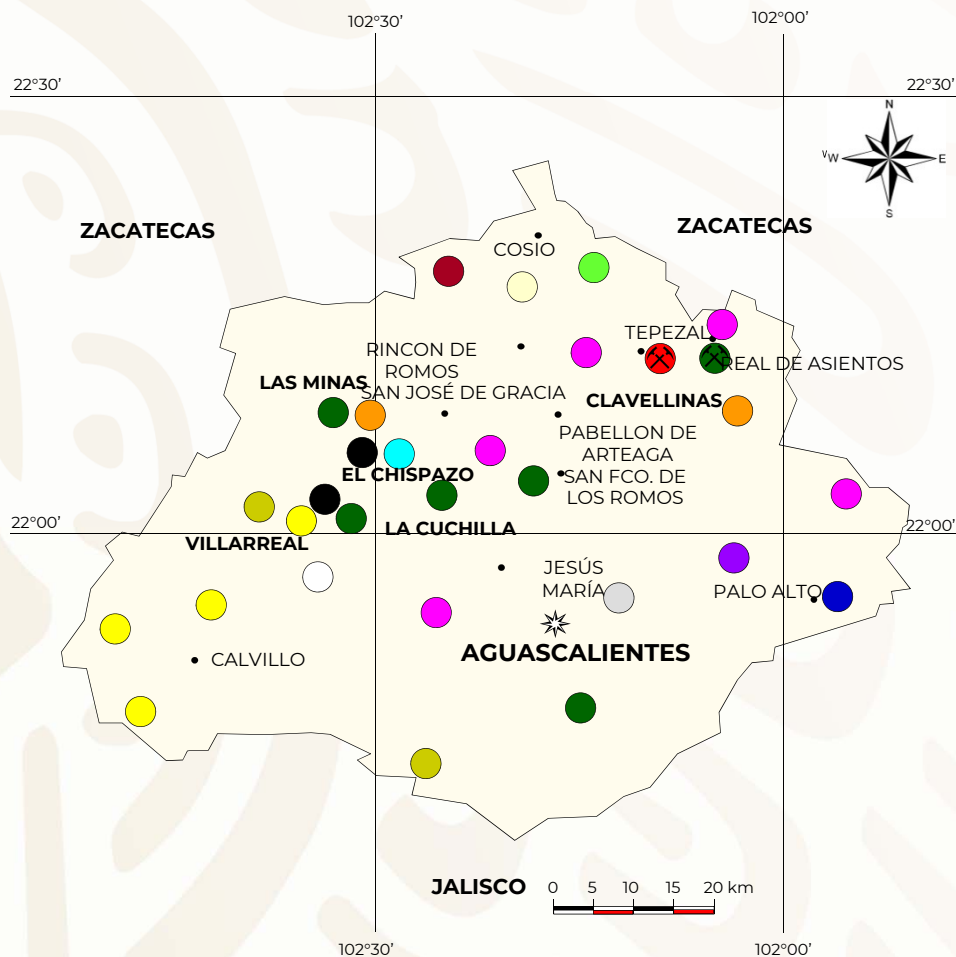 102°00’
102°30’
22°30’
22°30’
N
W
W
E
S
ZACATECAS
ZACATECAS
COSIO
TEPEZAL
RINCON DE
ROMOS
REAL DE ASIENTOS
LAS MINAS
SAN JOSÉ DE GRACIA
CLAVELLINAS
PABELLON DE
ARTEAGA
EL CHISPAZO
SAN FCO. DE
LOS ROMOS
22°00’
22°00’
LA CUCHILLA
VILLARREAL
JESÚS
MARÍA
PALO ALTO
AGUASCALIENTES
CALVILLO
JALISCO
0 5 10 15 20 km
102°30’
102°00’